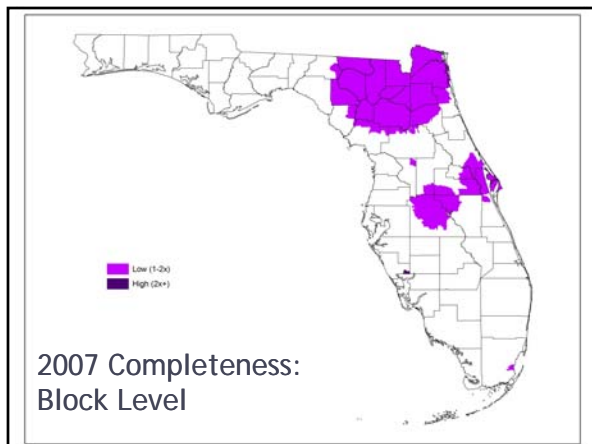 Low (1-2x)
High (2x+)
2007 Completeness:
Block Level